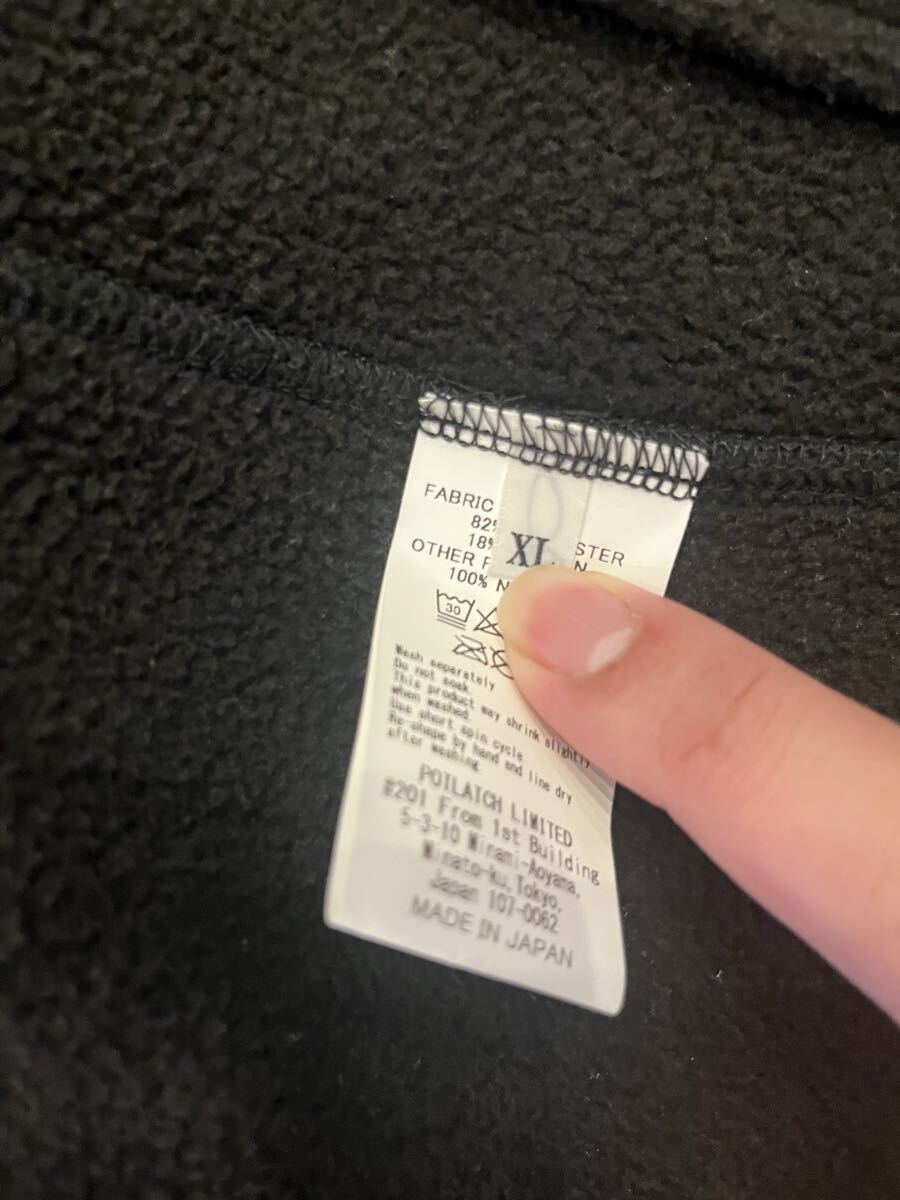 FABRIC
82%
18% STER
OTHER
100% N
XL
30
Wash separately
Do not soak.
This product may shrink slightly
when washed.
Use short spin cycle
Re-shape by hand and line dry
after washing.
POTLATCH LIMITED
#201 From 1st Building
5-3-10 Minami-Aoyama,
Minato-ku, Tokyo,
Japan 107-0062
MADE IN JAPAN